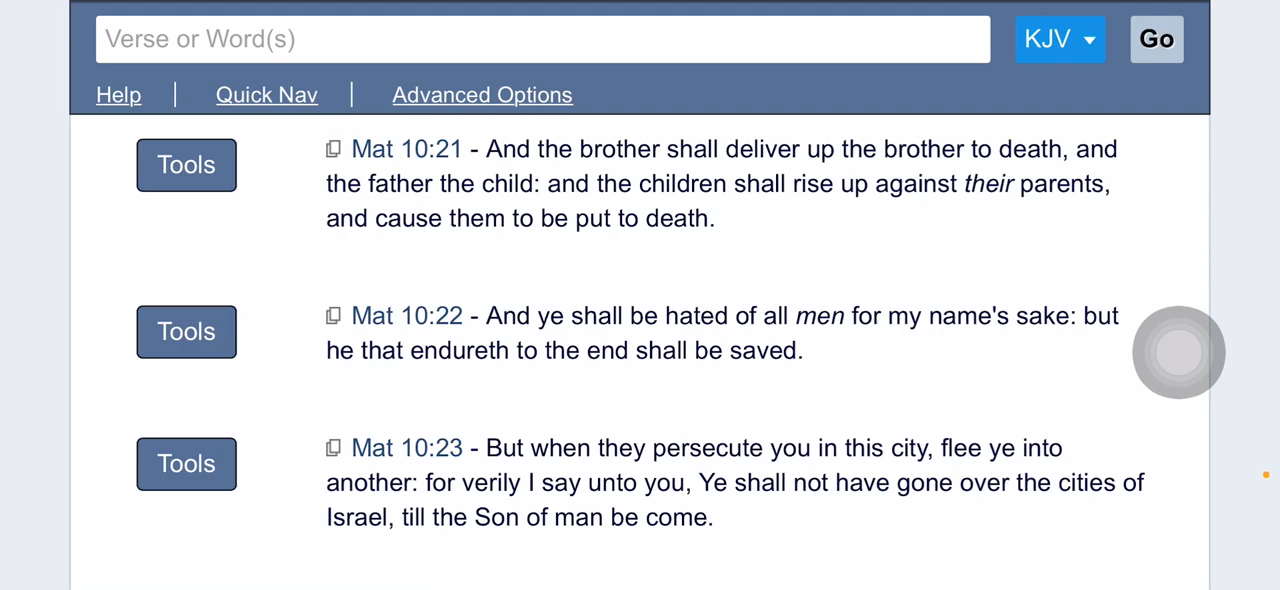 Verse or Word(s)
KJV
Go
Help
Quick Nav
Advanced Options
Tools
Mat 10:21 - And the brother shall deliver up the brother to death, and
the father the child: and the children shall rise up against their parents,
and cause them to be put to death.
Tools
Mat 10:22 - And ye shall be hated of all men for my name's sake: but
he that endureth to the end shall be saved.
Tools
Mat 10:23 - But when they persecute you in this city, flee ye into
another: for verily I say unto you, Ye shall not have gone over the cities of
Israel, till the Son of man be come.